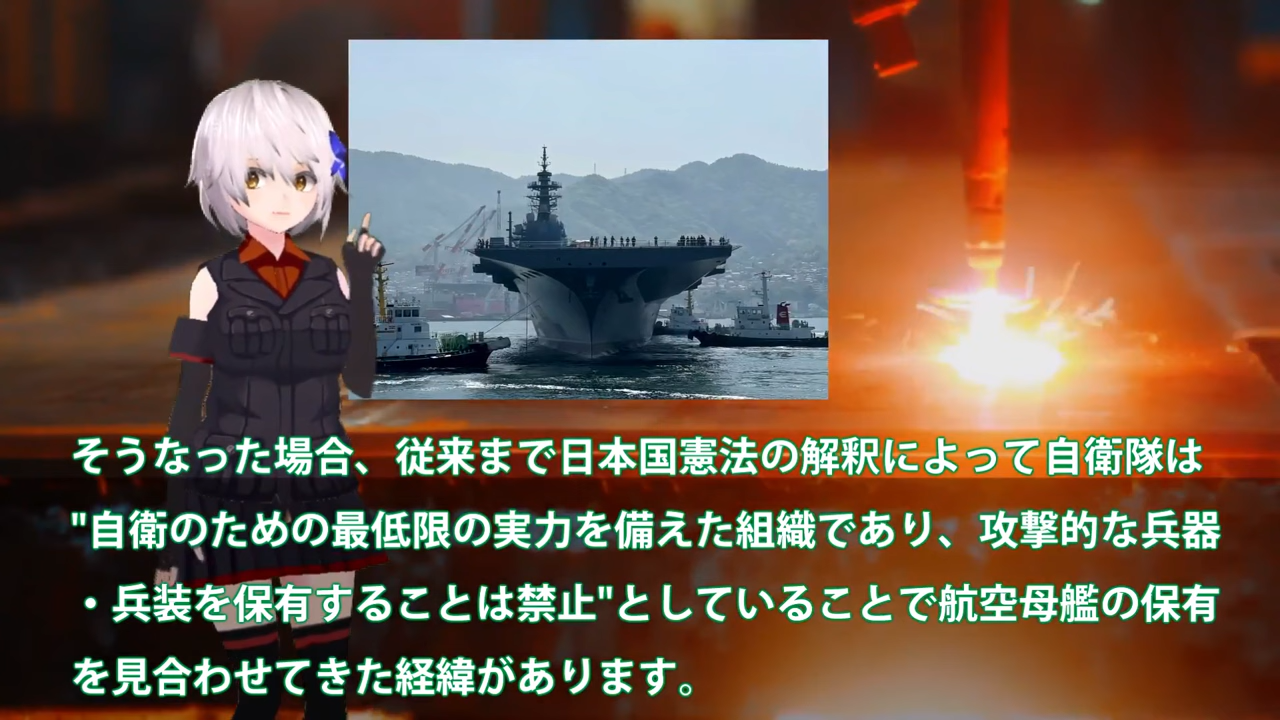 そうなった場合、従来まで日本国憲法の解釈によって自衛隊は
"自衛のための最低限の実力を備えた組織であり、攻撃的な兵器
・兵装を保有することは禁止"としていることで航空母艦の保有
を見合わせてきた経緯があります。